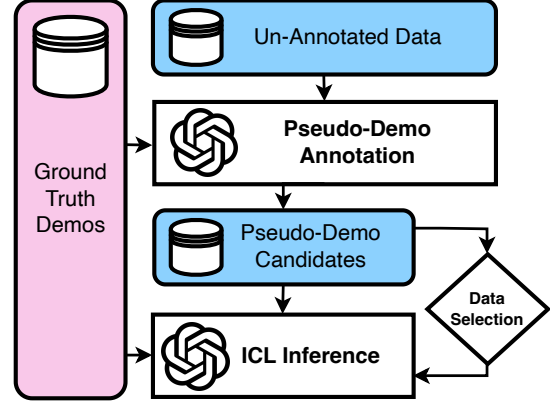 Un-Annotated Data
Pseudo-Demo
Annotation
Ground
Truth
Demos
Pseudo-Demo
Candidates
Data
Selection
ICL Inference